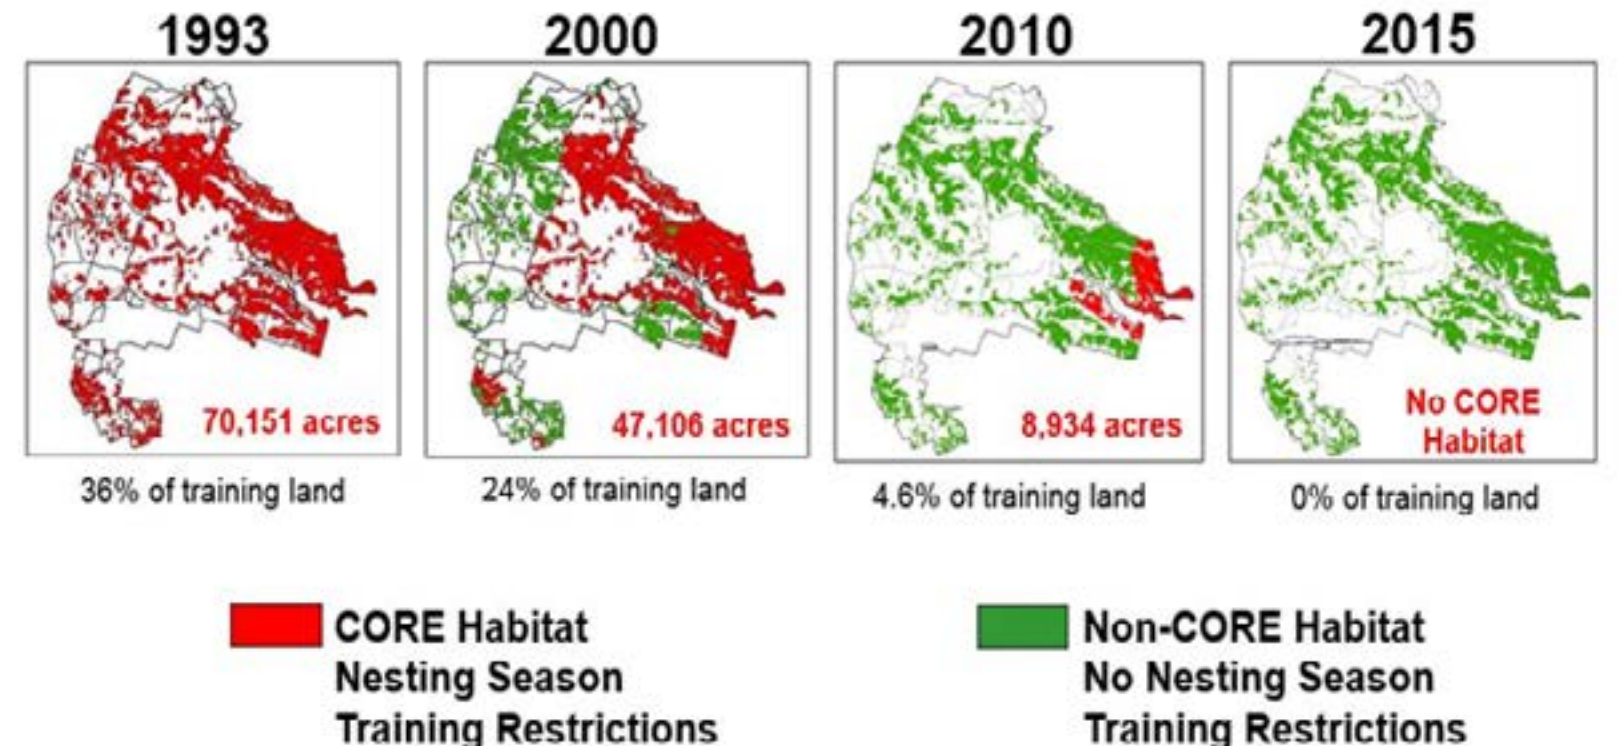 1993
2000
2010
2015
70,151 acres
47,106 acres
8,934 acres
No CORE
Habitat
36% of training land
24% of training land
4.6% of training land
0% of training land
CORE Habitat
Nesting Season
Training Restrictions
Non-CORE Habitat
No Nesting Season
Training Restrictions